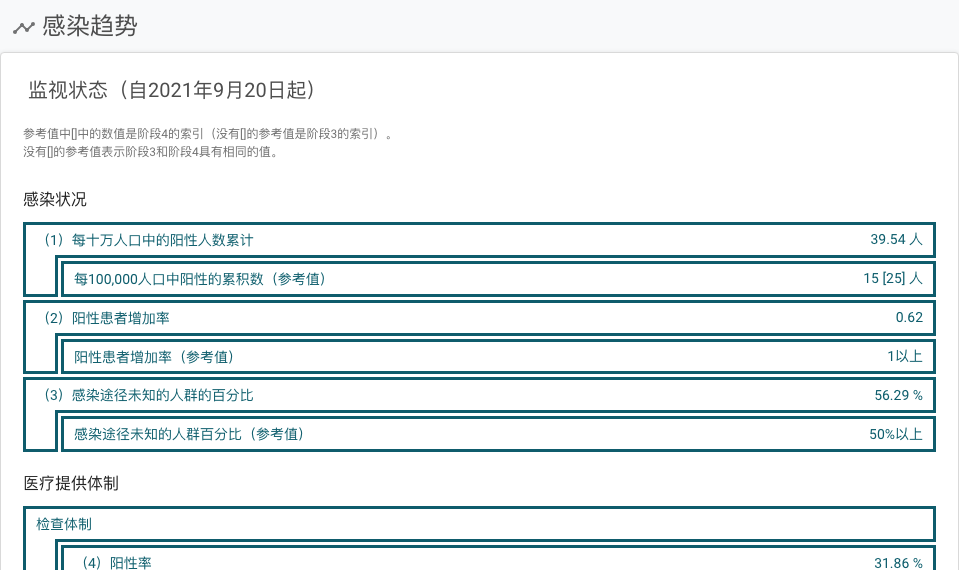 感染趋势
监视状态（自2021年9月20日起）
参考值中[]中的数值是阶段4的索引（没有[]的参考值是阶段3的索引）。
没有[]的参考值表示阶段3和阶段4具有相同的值。
感染状况
（1）每十万人口中的阳性人数累计 39.54 人
每100,000人口中阳性的累积数（参考值） 15 [25] 人
（2）阳性患者增加率 0.62
阳性患者增加率（参考值） 1以上
（3）感染途径未知的人群的百分比 56.29 %
感染途径未知的人群百分比（参考值） 50%以上
医疗提供体制
检查体制
（4）阳性率 31.86 %